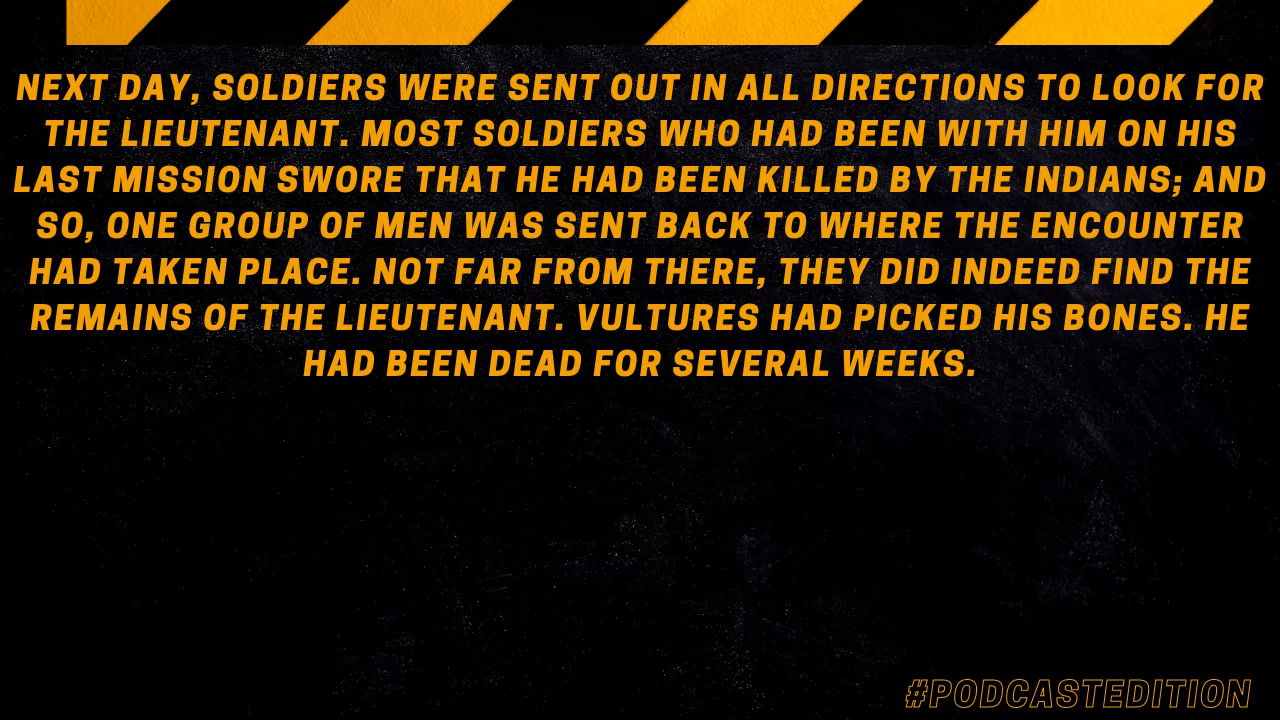 NEXT DAY, SOLDIERS WERE SENT OUT IN ALL DIRECTIONS TO LOOK FOR
THE LIEUTENANT. MOST SOLDIERS WHO HAD BEEN WITH HIM ON HIS
LAST MISSION SWORE THAT HE HAD BEEN KILLED BY THE INDIANS; AND
SO, ONE GROUP OF MEN WAS SENT BACK TO WHERE THE ENCOUNTER
HAD TAKEN PLACE. NOT FAR FROM THERE, THEY DID INDEED FIND THE
REMAINS OF THE LIEUTENANT. VULTURES HAD PICKED HIS BONES. HE
HAD BEEN DEAD FOR SEVERAL WEEKS.
#PODCASTEDITION